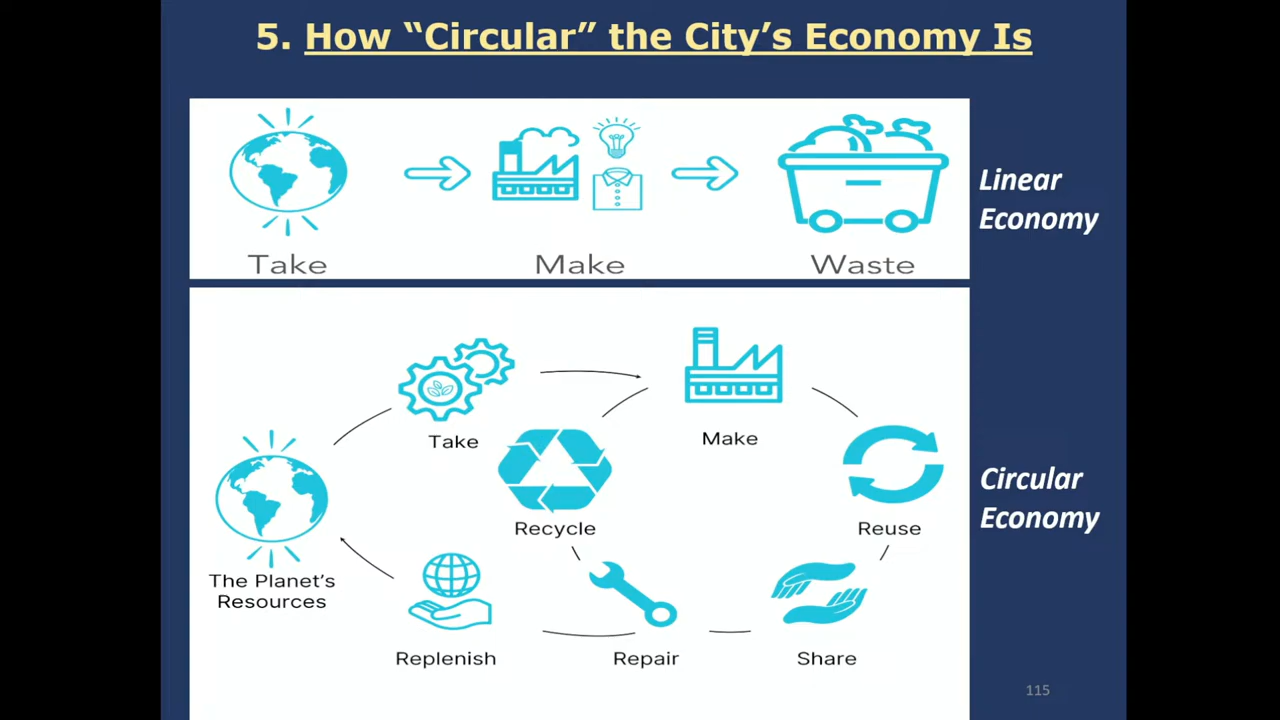 5. How “Circular” the City’s Economy Is
Take
Make
Waste
Linear
Economy
Take
Make
Recycle
Reuse
The Planet’s
Resources
Replenish
Repair
Share
Circular
Economy
115